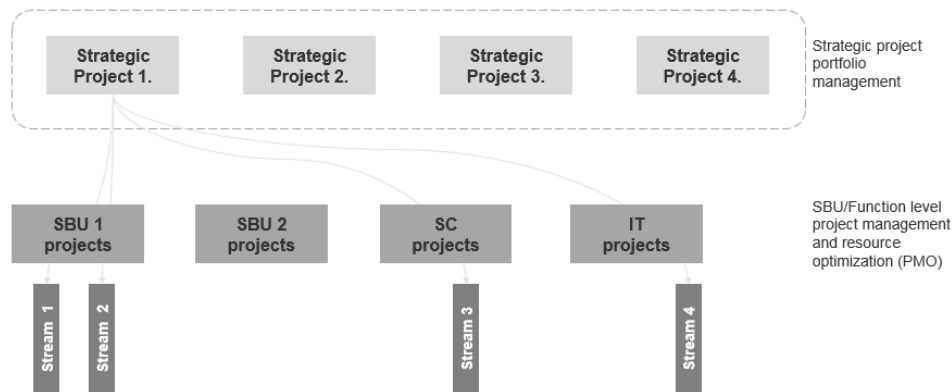 Strategic
Project 1.
Strategic
Project 2.
Strategic
Project 3.
Strategic
Project 4.
Strategic project
portfolio
management
SBU 1
projects
SBU 2
projects
SC
projects
IT
projects
SBU/Function level
project management
and resource
optimization (PMO)
Stream 1
Stream 2
Stream 3
Stream 4